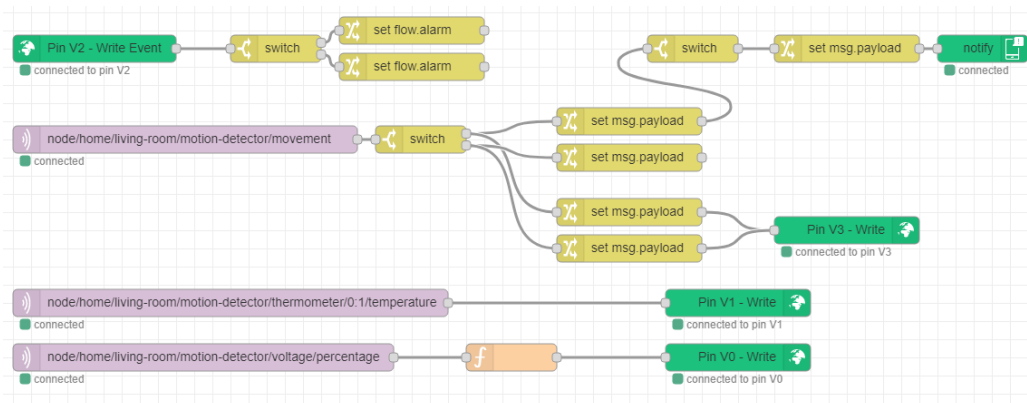 Pin V2 - Write Event
connected to pin V2
switch
set flow.alarm
set flow.alarm
switch
set msg.payload
notify
connected
node/home/living-room/motion-detector/movement
connected
switch
set msg.payload
set msg.payload
set msg.payload
set msg.payload
Pin V3 - Write
connected to pin V3
node/home/living-room/motion-detector/thermometer/0:1/temperature
connected
Pin V1 - Write
connected to pin V1
node/home/living-room/motion-detector/voltage/percentage
connected
f
Pin V0 - Write
connected to pin V0